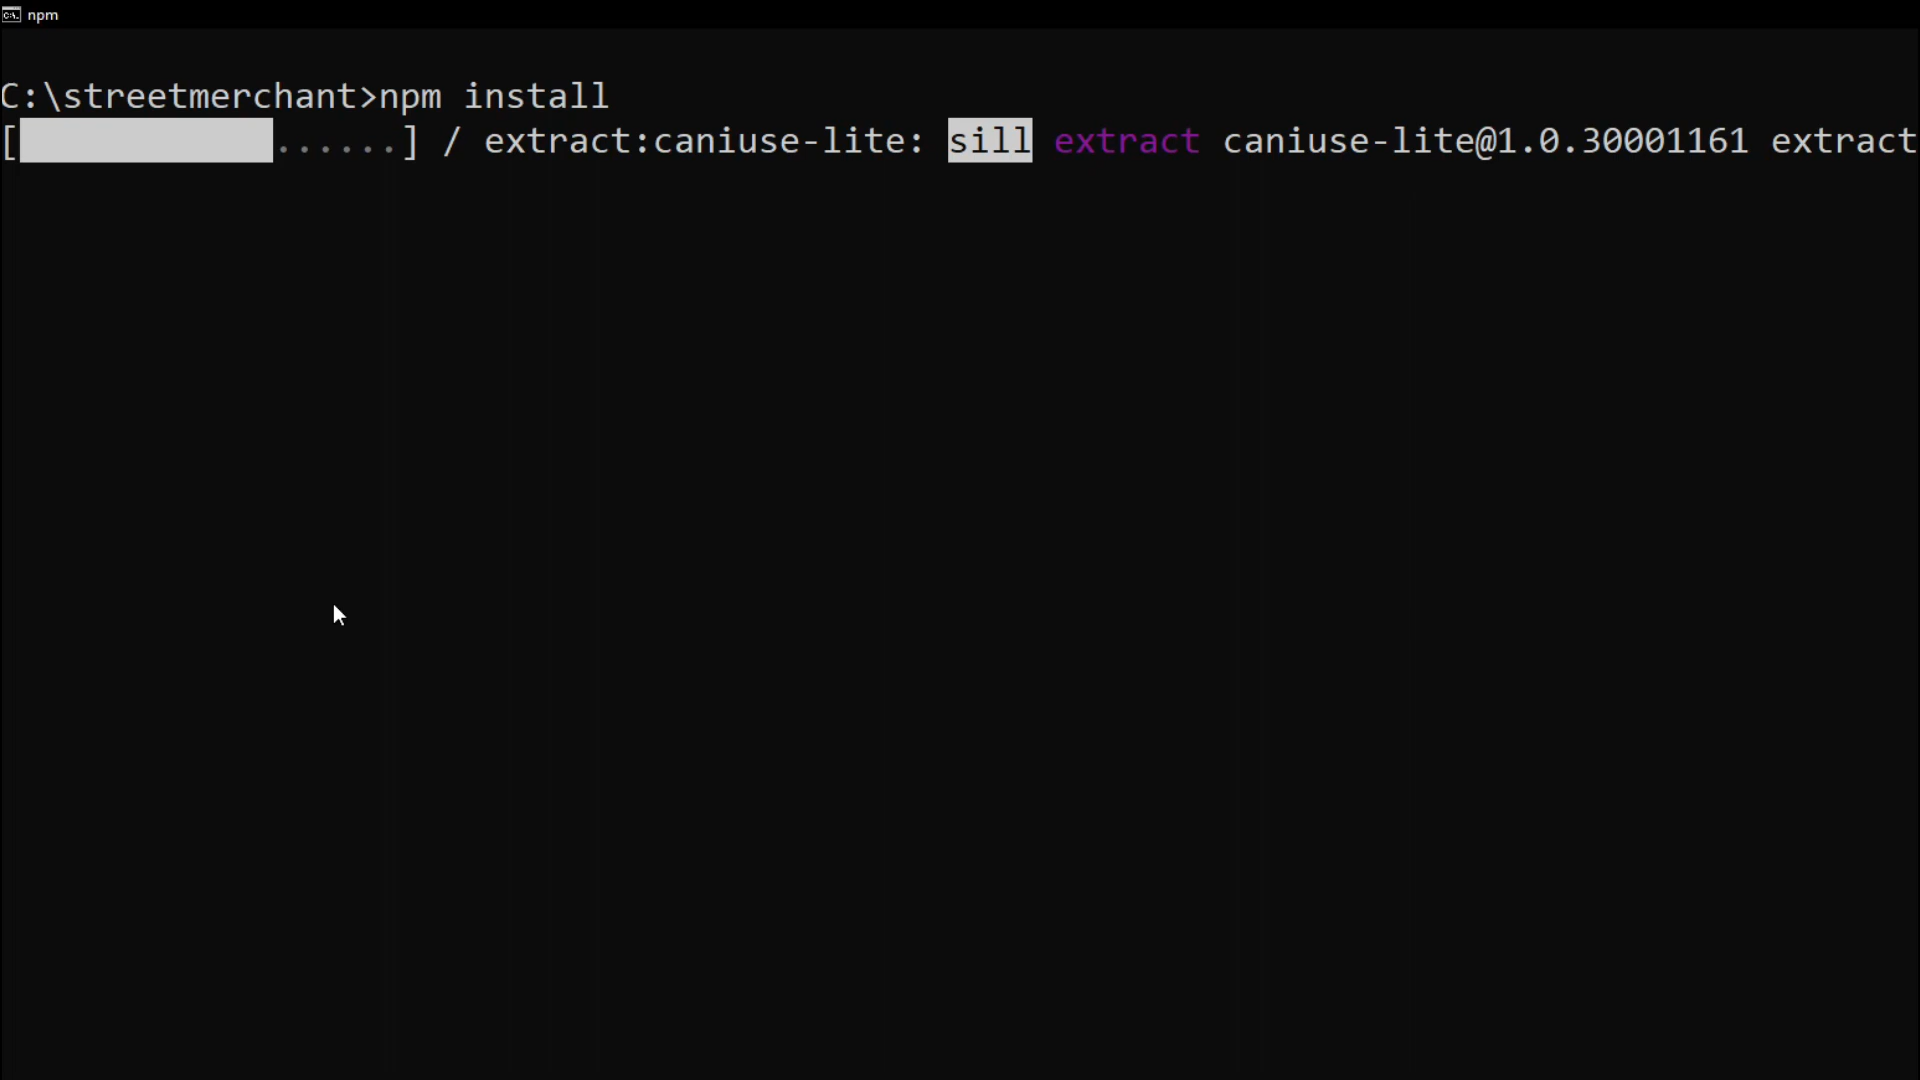 npm
C:\streetmerchant>npm install
[ ......] / extract:caniuse-lite: sill extract caniuse-lite@1.0.30001161 extract